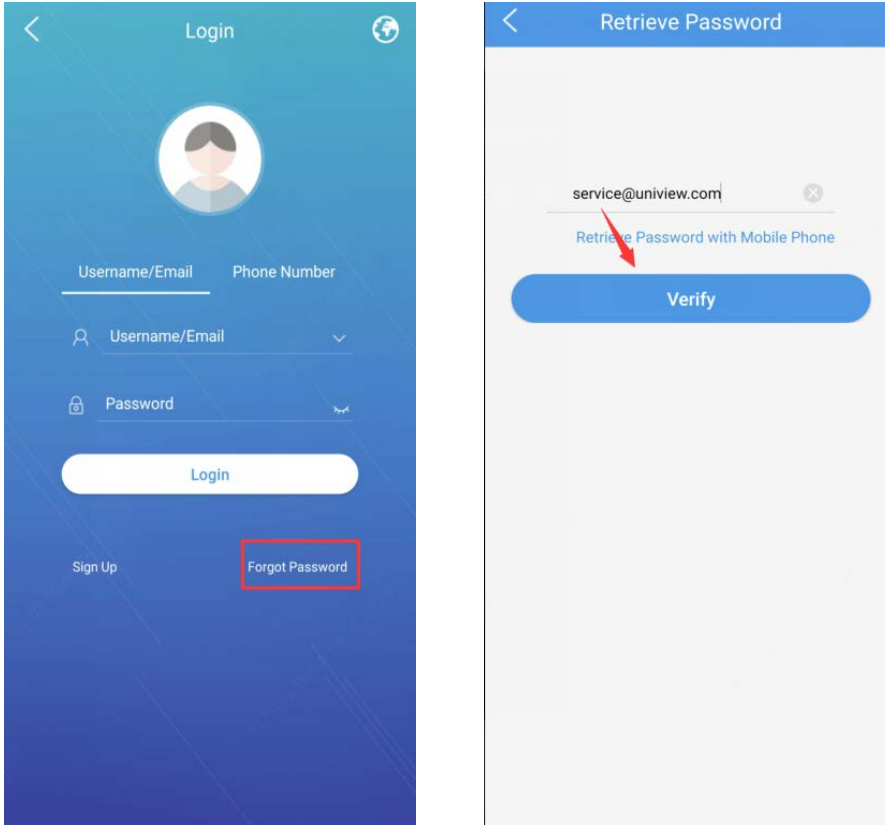 Login
Username/Email Phone Number
Username/Email
Password
Login
Sign Up Forgot Password
Retrieve Password
service@uniview.com
Retrieve Password with Mobile Phone
Verify